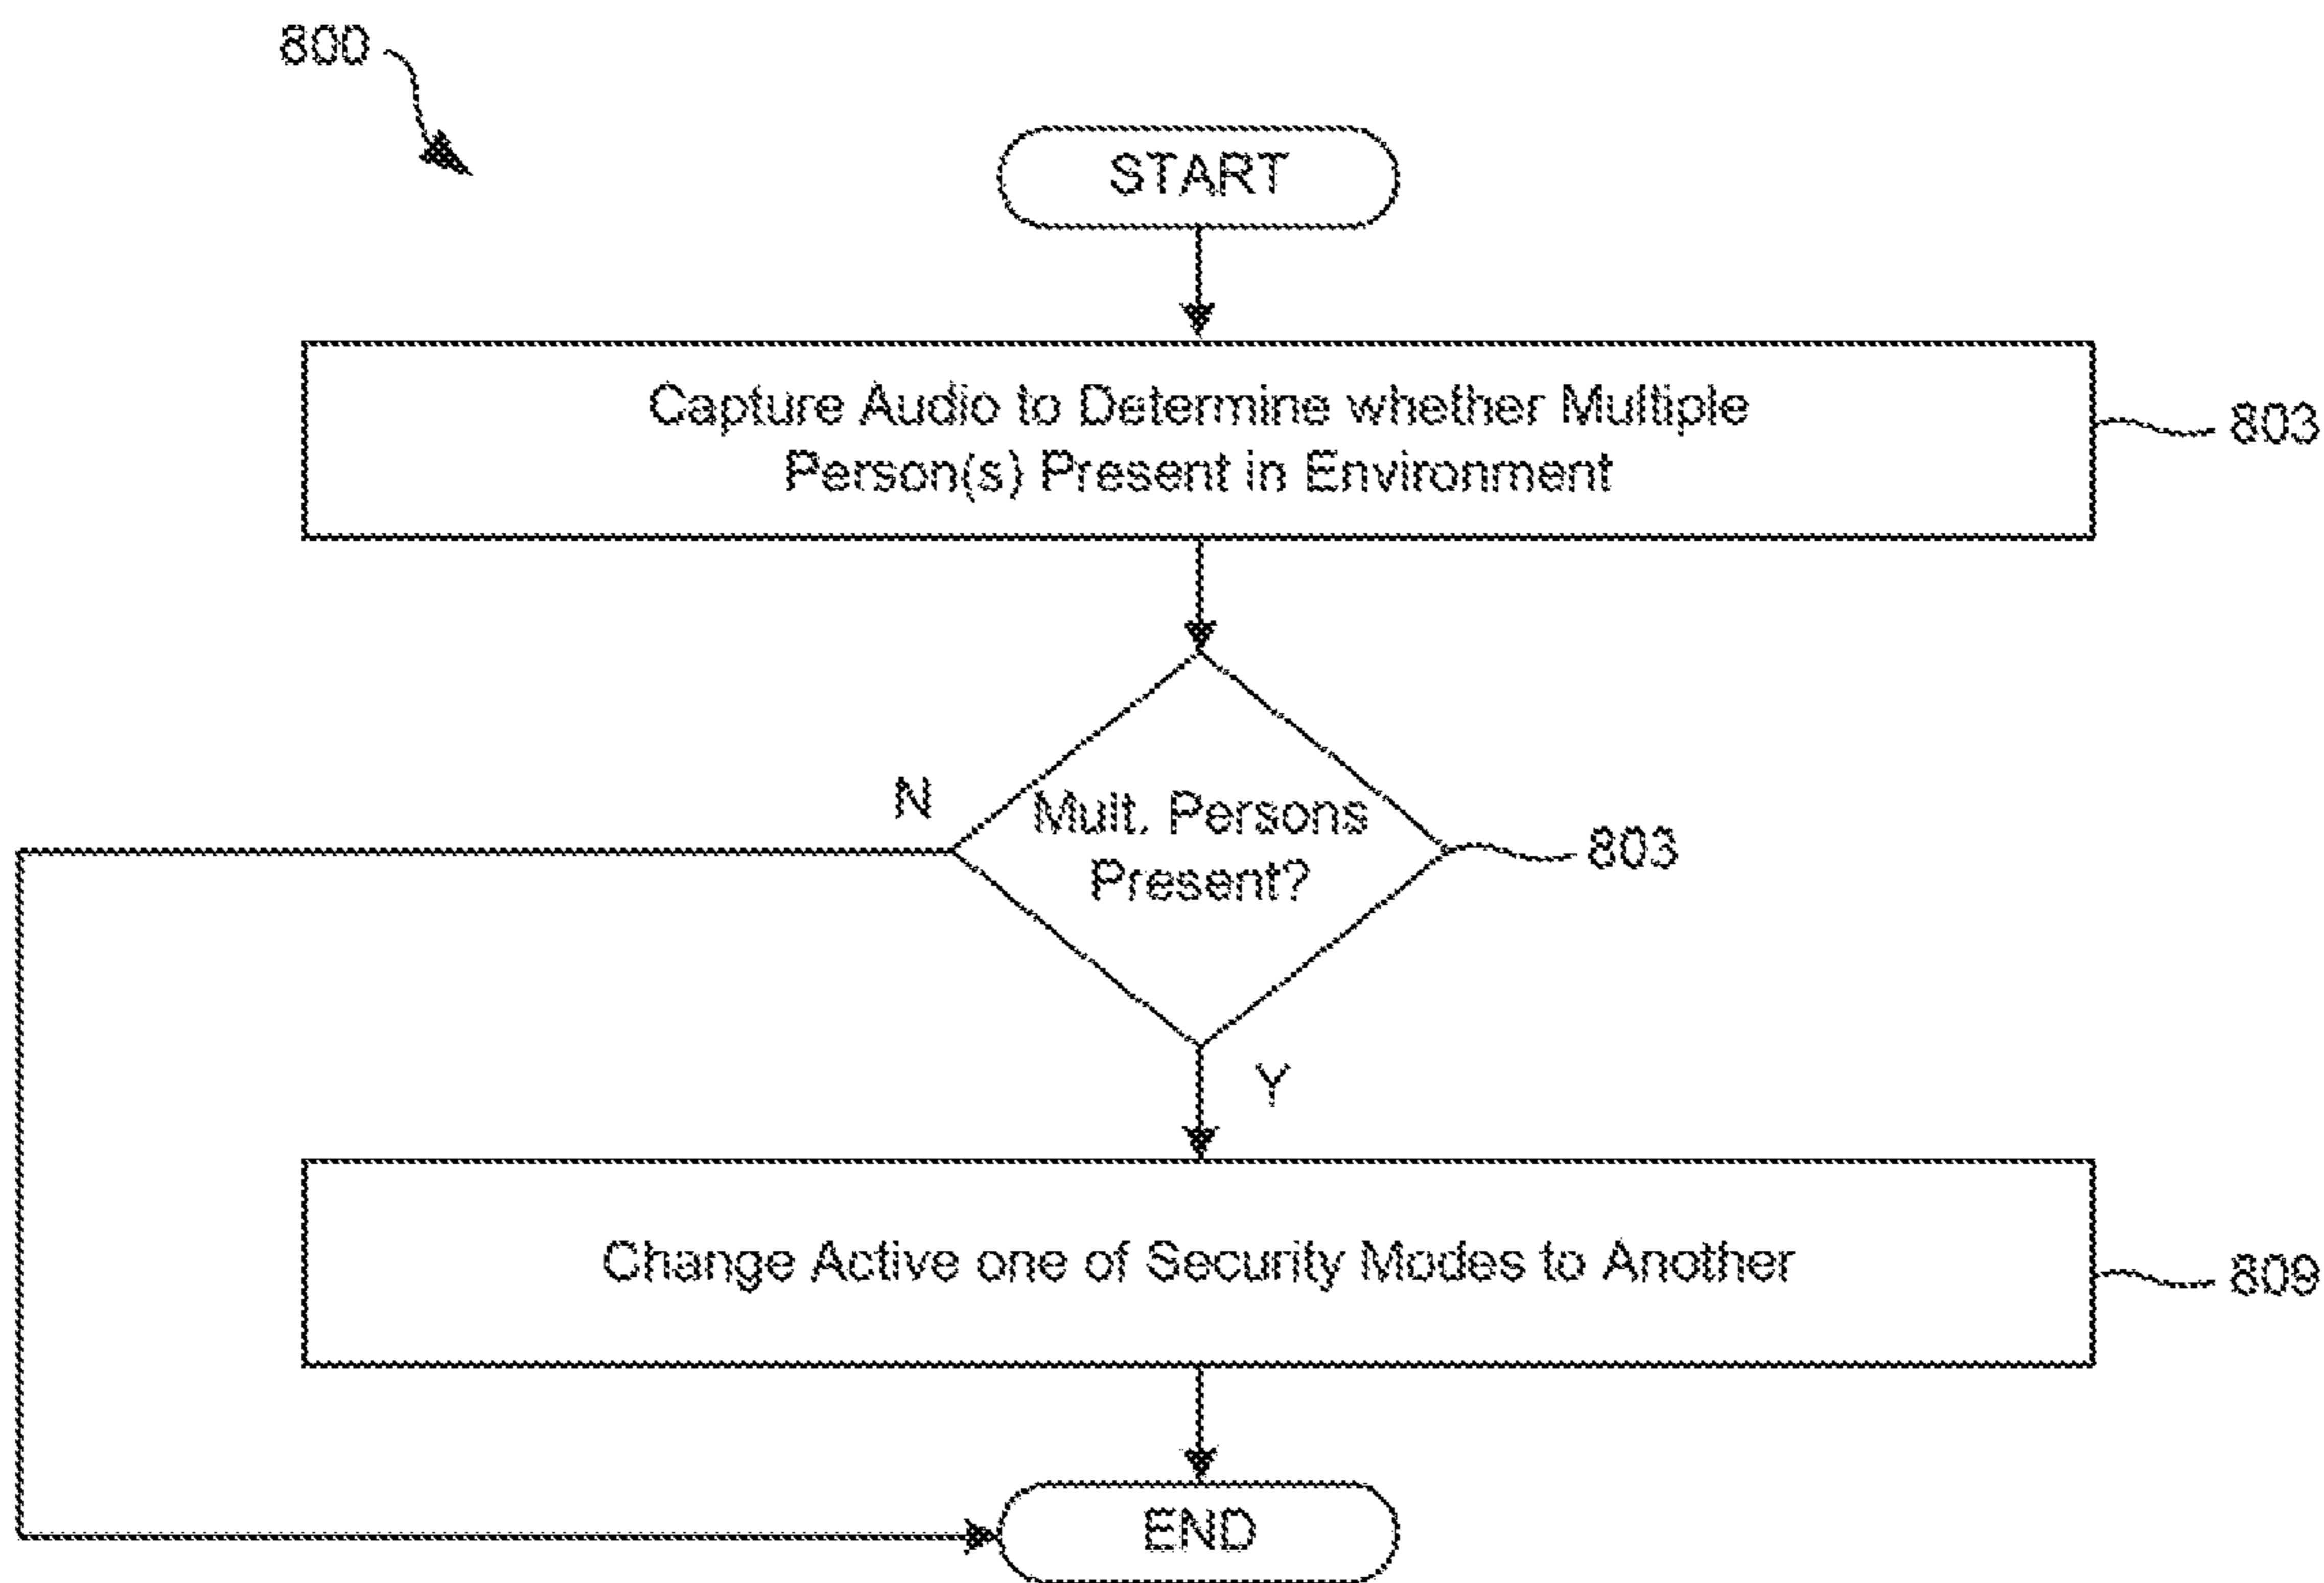 800
START
Capture Audio to Determine whether Multiple
Person(s) Present in Environment
803
N
Mult. Persons
Present?
803
Y
Change Active one of Security Modes to Another
809
END